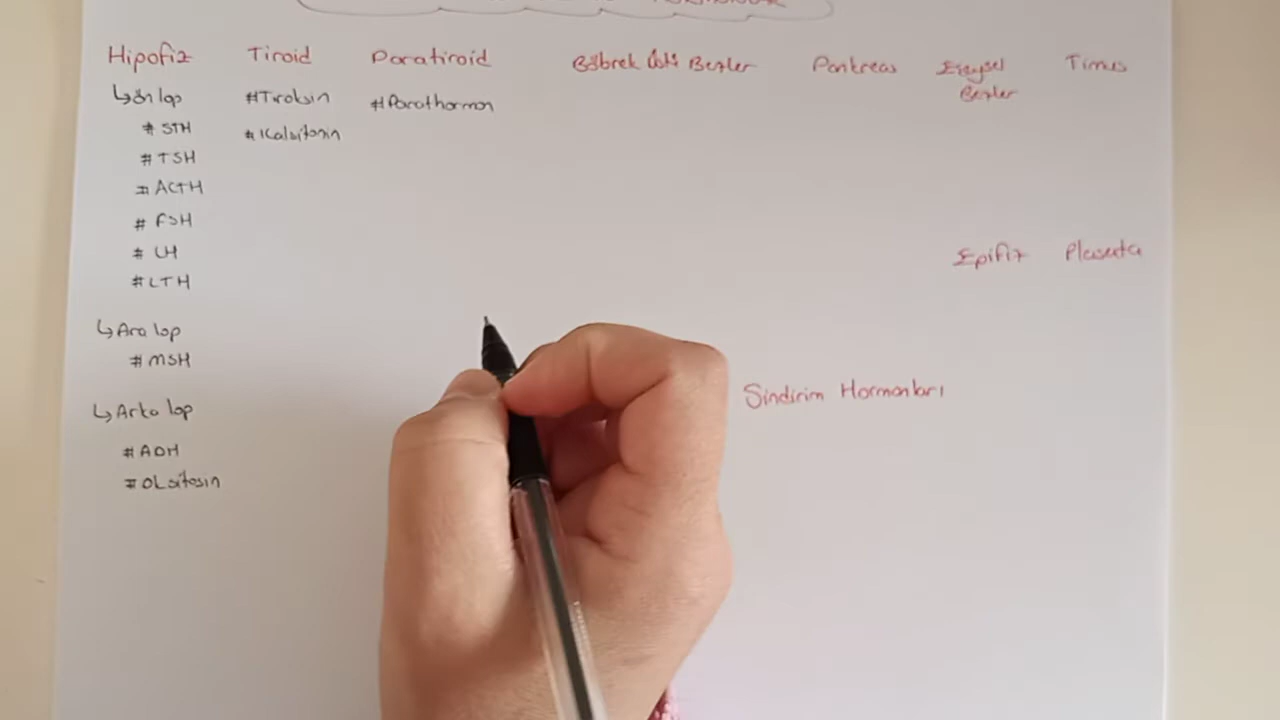 Hipofiz
↳Ön lop
#STH
#TSH
#ACTH
#FSH
#LH
#LTH
↳Ara lop
#MSH
↳Arka lop
#ADH
#Oksitosin
Tiroid
#Tiroksin
#Kalsitonin
Paratiroid
#Parathormon
Böbrek Üstü Bezler
Pankreas
Eşeysel
Bezler
Timus
Epifiz
Plasenta
Sindirim Hormonları